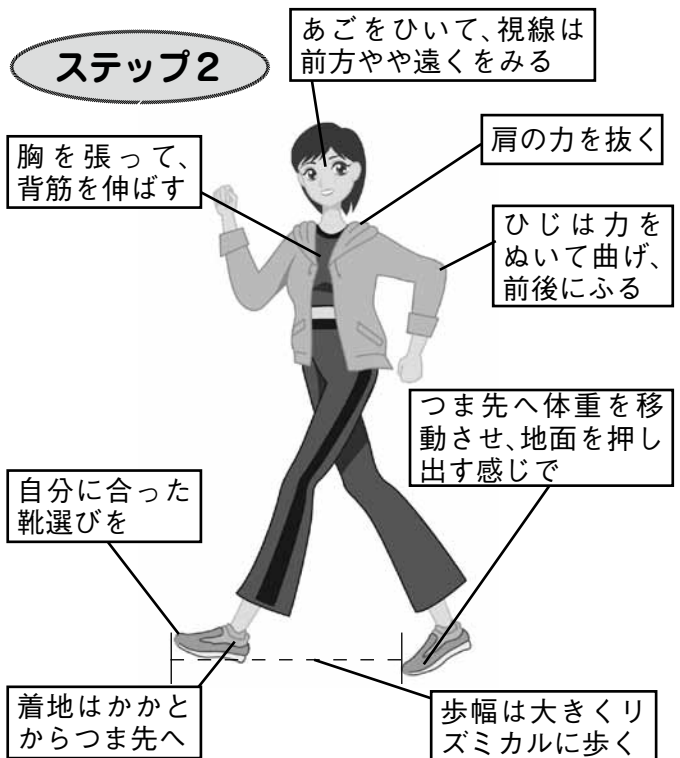 ステップ2
あごをひいて、視線は
前方やや遠くをみる
肩の力を抜く
胸を張って、
背筋を伸ばす
ひじは力を
ぬいて曲げ、
前後にふる
つま先へ体重を移
動させ、地面を押し
出す感じで
自分に合った
靴選びを
着地はかかと
からつま先へ
歩幅は大きくリ
ズミカルに歩く